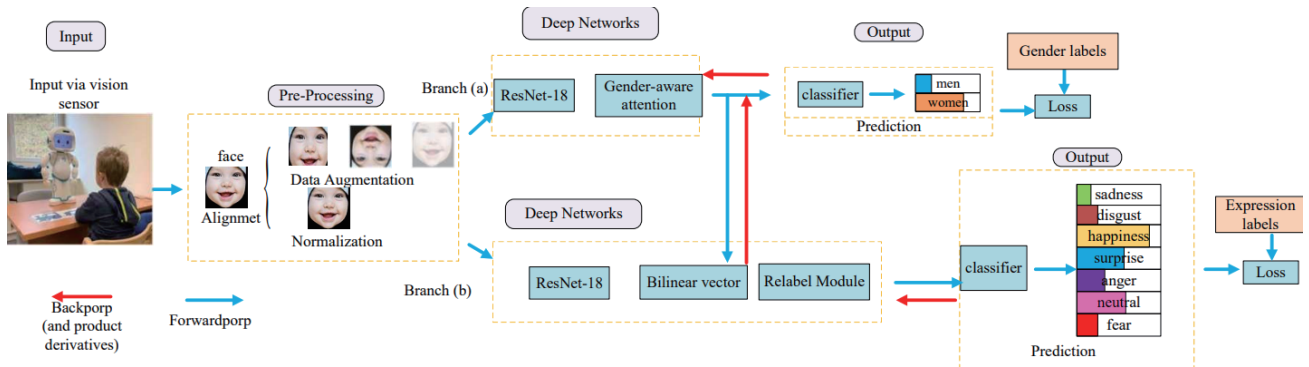 Input
Input via vision
sensor
Pre-Processing
face
Alignmet
Data Augmentation
Normalization
Backporp
(and product
derivatives)
Forwardporp
Deep Networks
Branch (a)
ResNet-18
Gender-aware
attention
Output
classifier
men
women
Prediction
Gender labels
Loss
Deep Networks
Branch (b)
ResNet-18
Bilinear vector
Relabel Module
Output
classifier
sadness
disgust
happiness
surprise
anger
neutral
fear
Prediction
Expression
labels
Loss